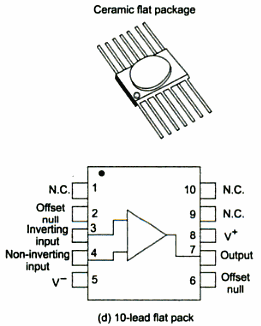 Ceramic flat package
N.C. 1
10 N.C.
Offset
null 2
9 N.C.
Inverting
input 3
8 V+
Non-inverting
input 4
7 Output
V− 5
6 Offset
null
(d) 10-lead flat pack